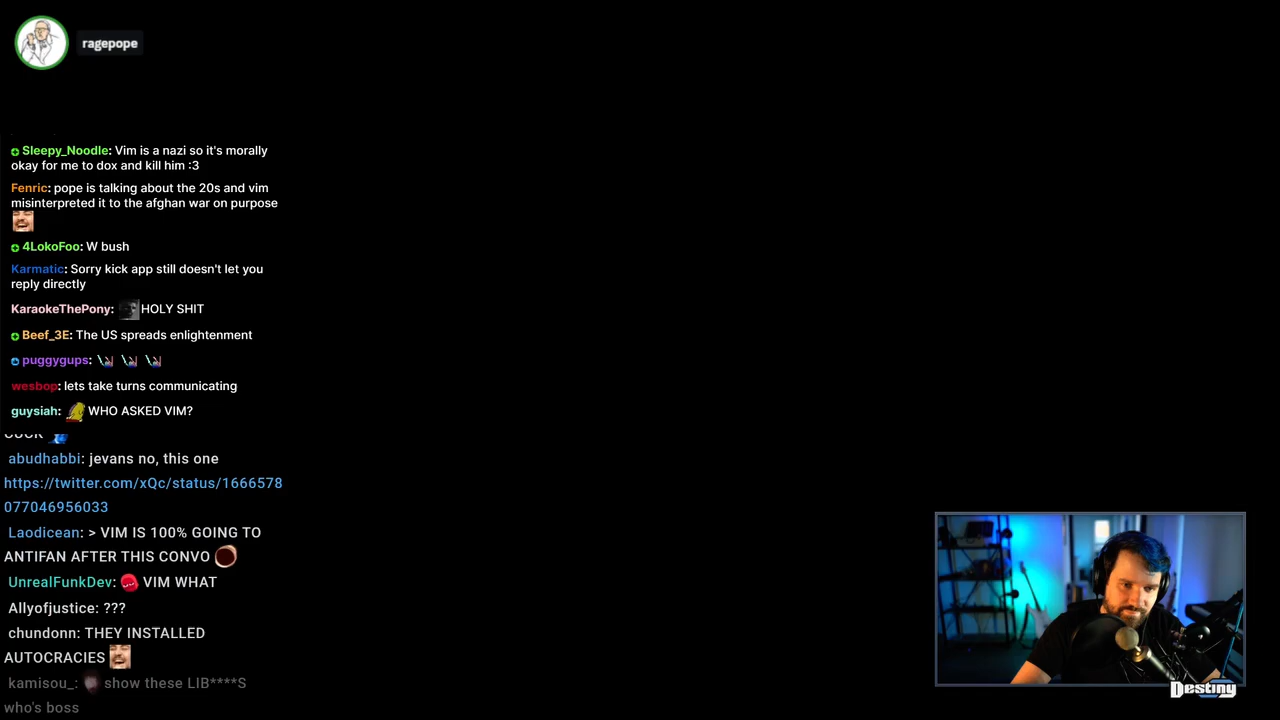 ragepope
Sleepy_Noodle: Vim is a nazi so it's morally
okay for me to dox and kill him :3
Fenric: pope is talking about the 20s and vim
misinterpreted it to the afghan war on purpose
4LokoFoo: W bush
Karmatic: Sorry kick app still doesn't let you
reply directly
KaraokeThePony: HOLY SHIT
Beef_3E: The US spreads enlightenment
puggygups:
wesbop: lets take turns communicating
guysiah: WHO ASKED VIM?
abudhabbi: jevans no, this one
https://twitter.com/xQc/status/1666578
077046956033
Laodicean: > VIM IS 100% GOING TO
ANTIFAN AFTER THIS CONVO
UnrealFunkDev: VIM WHAT
Allyofjustice: ???
chundonn: THEY INSTALLED
AUTOCRACIES
kamisou_: show these LIB****S
who's boss
Destiny